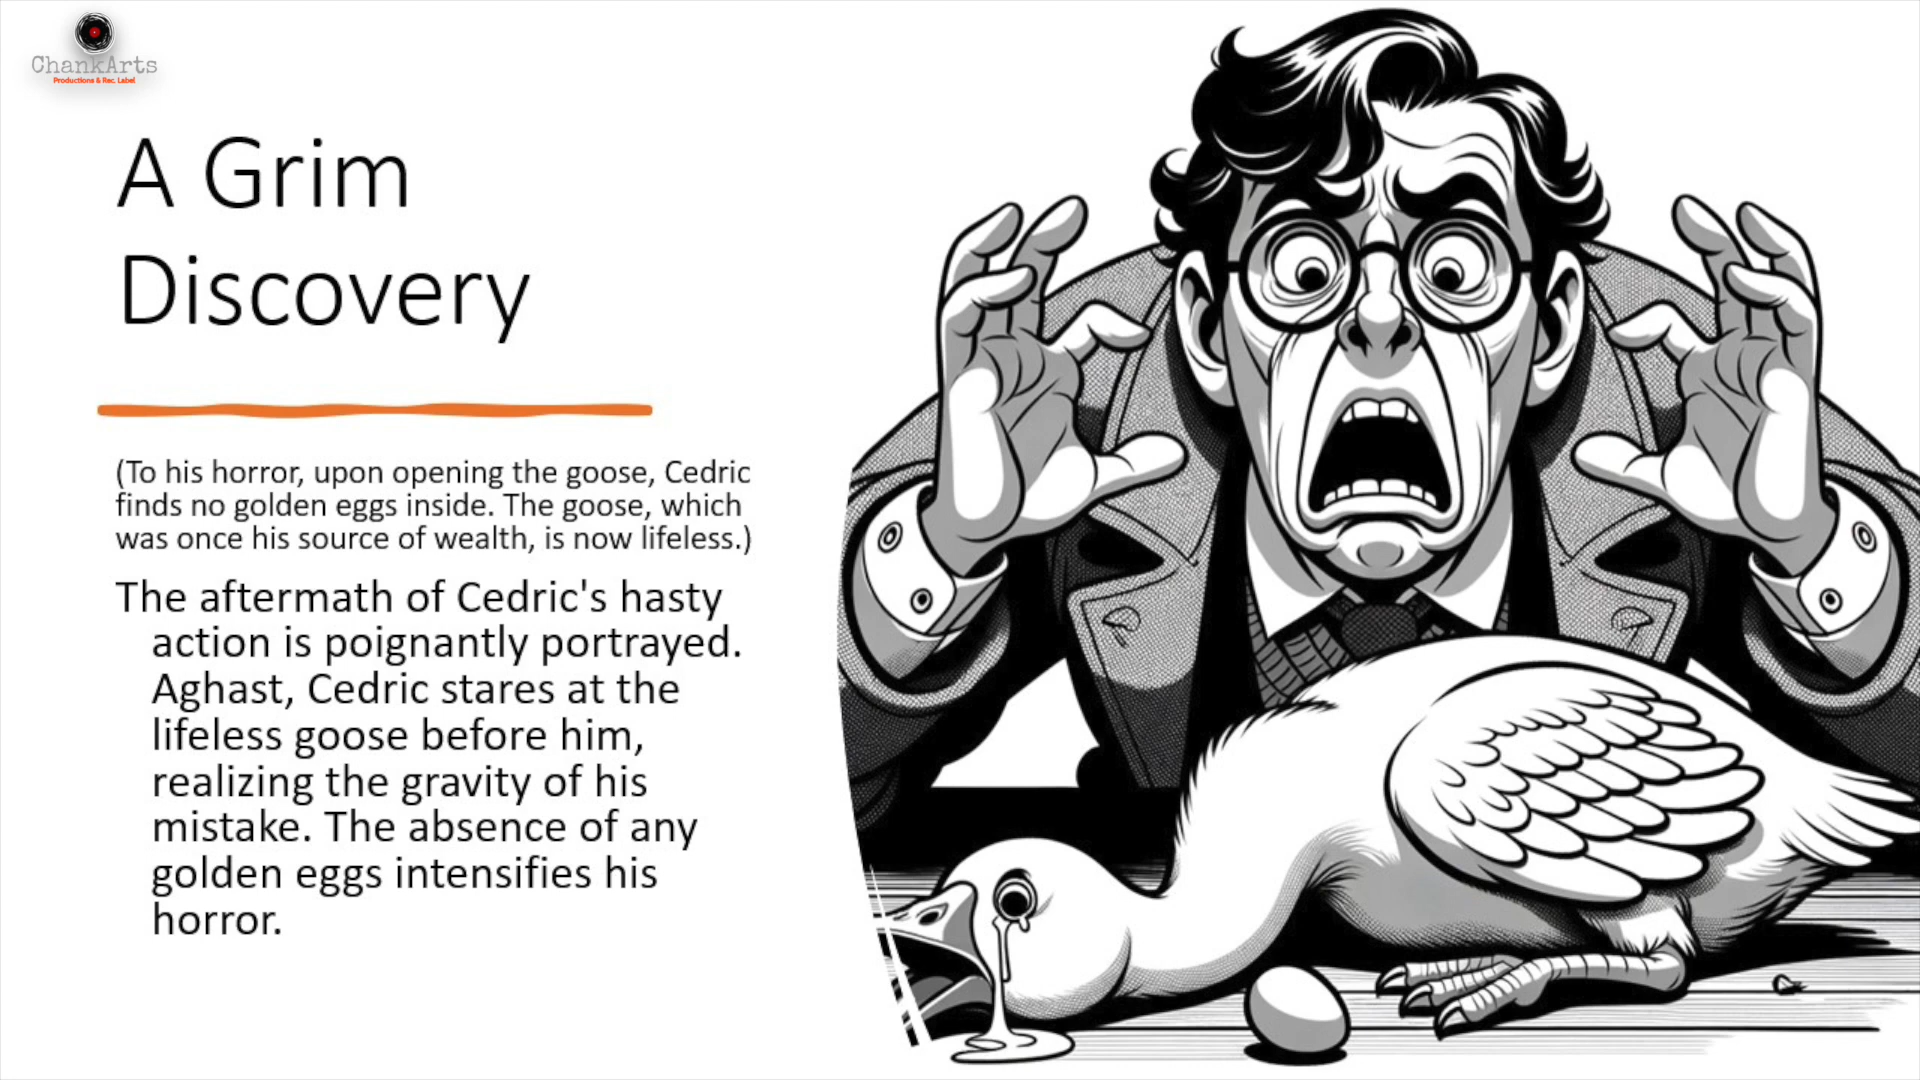 ChankArts
Productions & Rec. Label
A Grim
Discovery
(To his horror, upon opening the goose, Cedric
finds no golden eggs inside. The goose, which
was once his source of wealth, is now lifeless.)
The aftermath of Cedric's hasty
action is poignantly portrayed.
Aghast, Cedric stares at the
lifeless goose before him,
realizing the gravity of his
mistake. The absence of any
golden eggs intensifies his
horror.